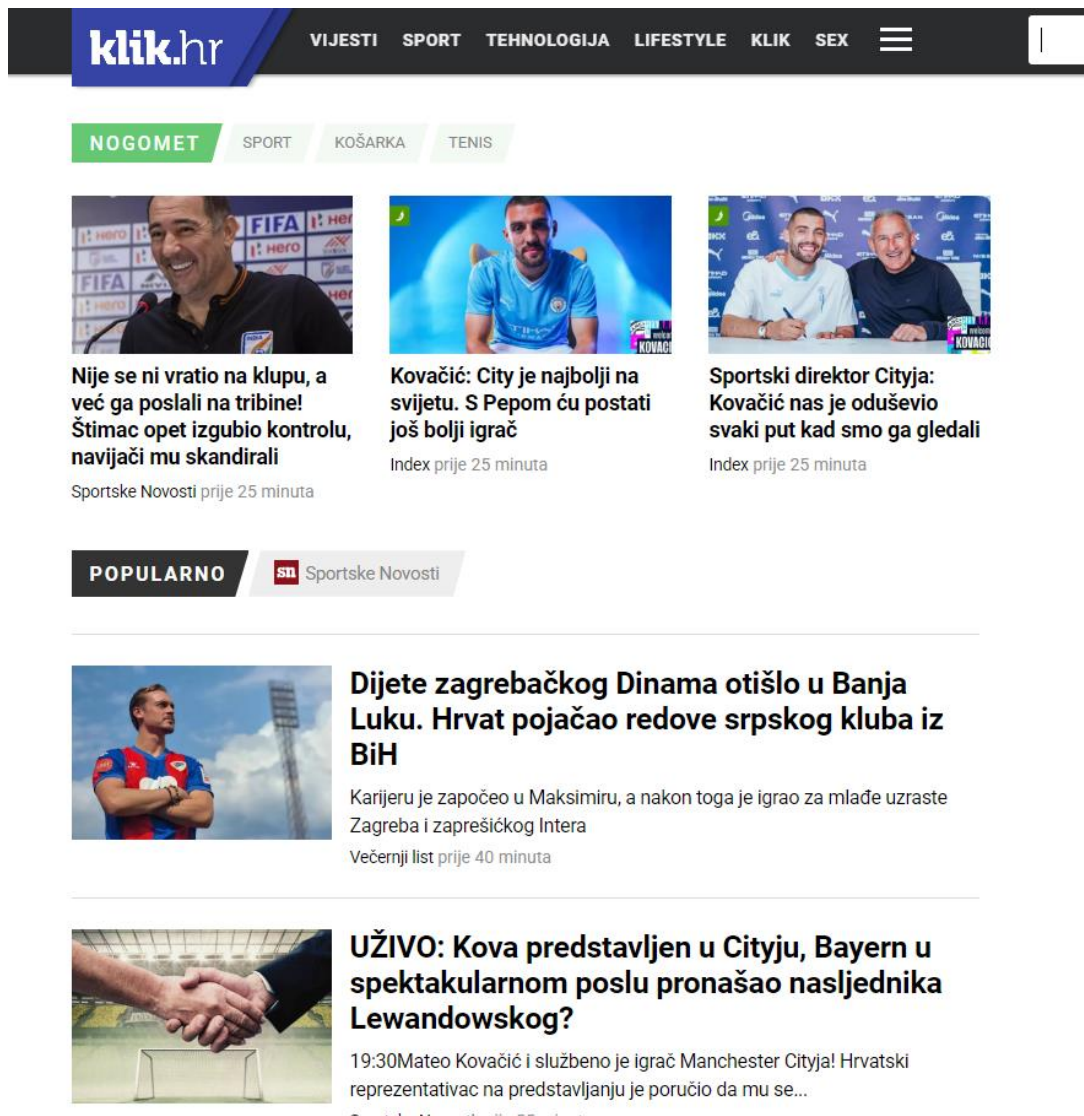 klik.hr
VIJESTI SPORT TEHNOLOGIJA LIFESTYLE KLIK SEX
NOGOMET SPORT KOŠARKA TENIS
FIFA
hero
FIFA
KOVAČIĆ
KOVAČIĆ
Nije se ni vratio na klupu, a
već ga poslali na tribine!
Štimac opet izgubio kontrolu,
navijači mu skandirali
Sportske Novosti prije 25 minuta
Kovačić: City je najbolji na
svijetu. S Pepom ću postati
još bolji igrač
Index prije 25 minuta
Sportski direktor Cityja:
Kovačić nas je oduševio
svaki put kad smo ga gledali
Index prije 25 minuta
POPULARNO sn Sportske Novosti
Dijete zagrebačkog Dinama otišlo u Banja
Luku. Hrvat pojačao redove srpskog kluba iz
BiH
Karijeru je započeo u Maksimiru, a nakon toga je igrao za mlađe uzraste
Zagreba i zaprešićkog Intera
Večernji list prije 40 minuta
UŽIVO: Kova predstavljen u Cityju, Bayern u
spektakularnom poslu pronašao nasljednika
Lewandowskog?
19:30Mateo Kovačić i službeno je igrač Manchester Cityja! Hrvatski
reprezentativac na predstavljanju je poručio da mu se...